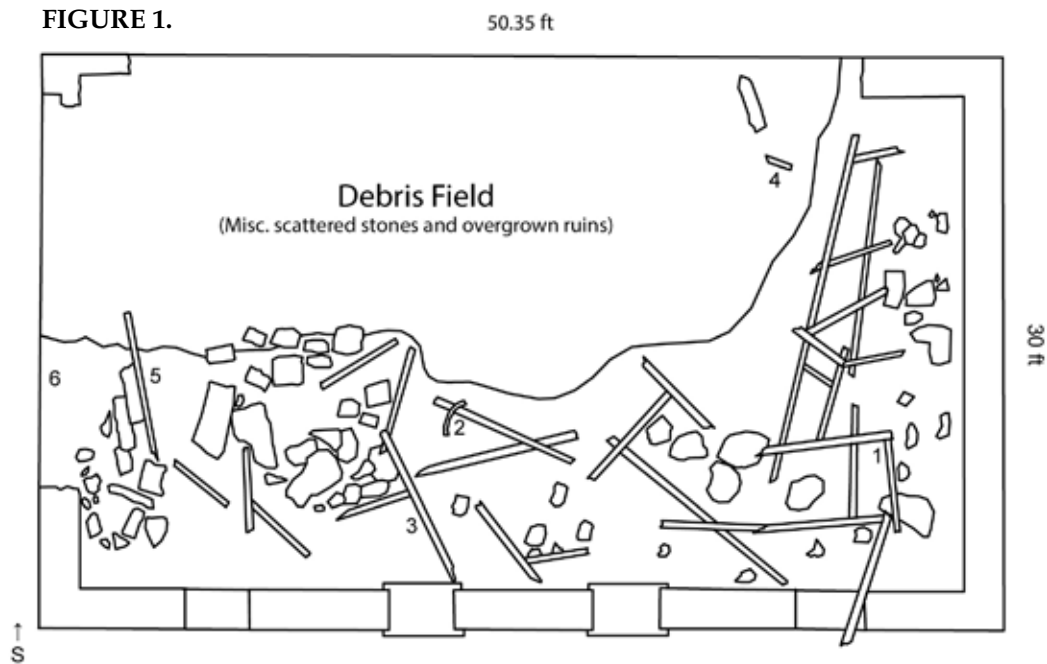 FIGURE 1.
50.35 ft
Debris Field
(Misc. scattered stones and overgrown ruins)
4
30 ft
6
5
2
1
3
↑
S